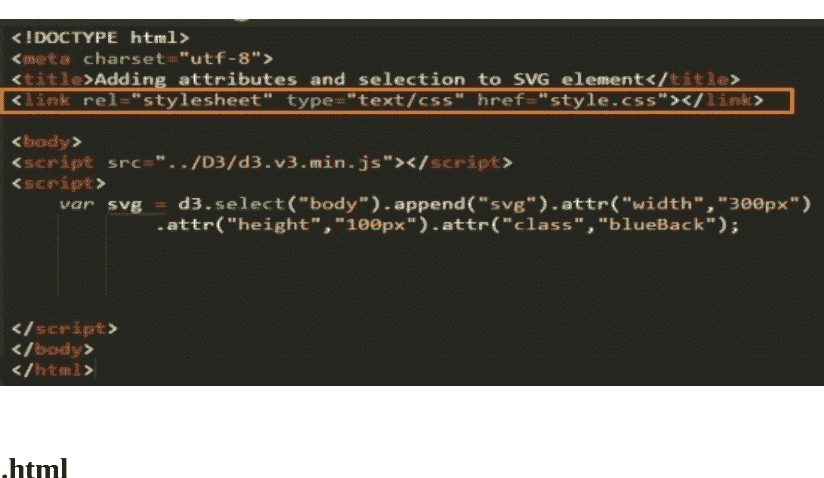 <!DOCTYPE html>
<meta charset="utf-8">
<title>Adding attributes and selection to SVG element</title>
<link rel="stylesheet" type="text/css" href="style.css"></link>
<body>
<script src="../D3/d3.v3.min.js"></script>
<script>
var svg = d3.select("body").append("svg").attr("width","300px")
.attr("height","100px").attr("class","blueBack");
</script>
</body>
</html>
.html